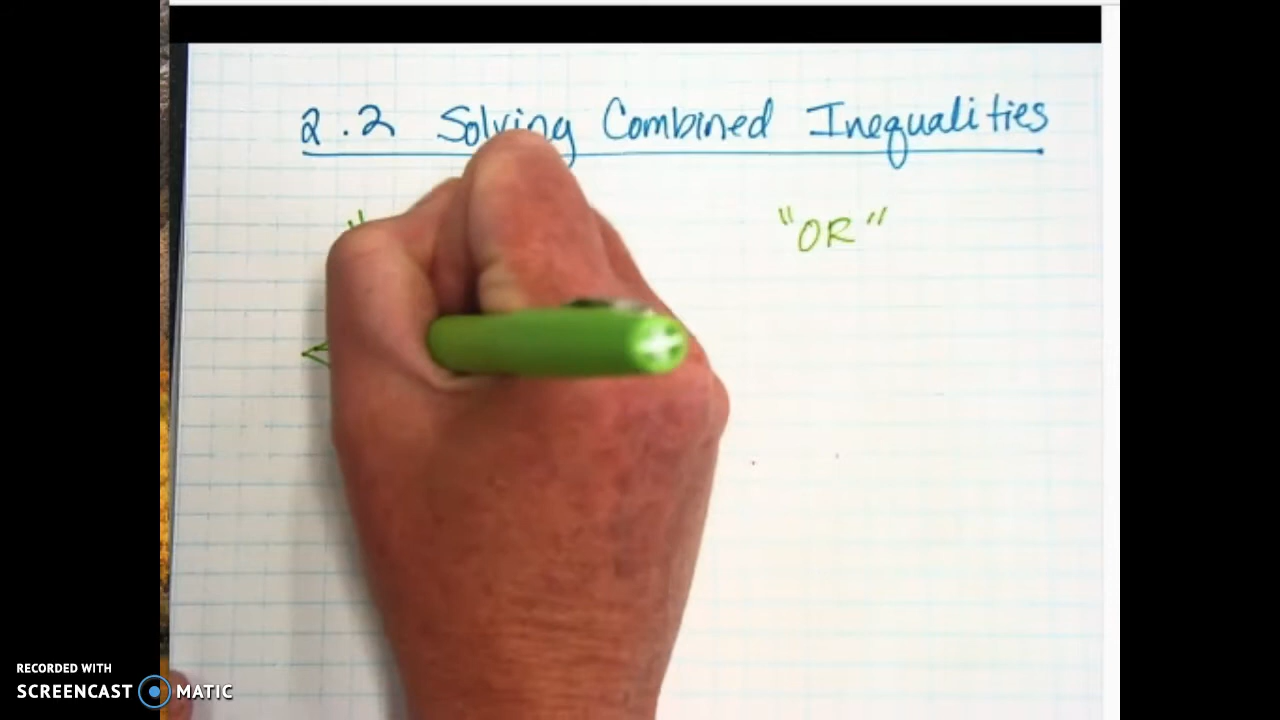 2.2 Solving Combined Inequalities
"OR"
RECORDED WITH
SCREENCAST MATIC